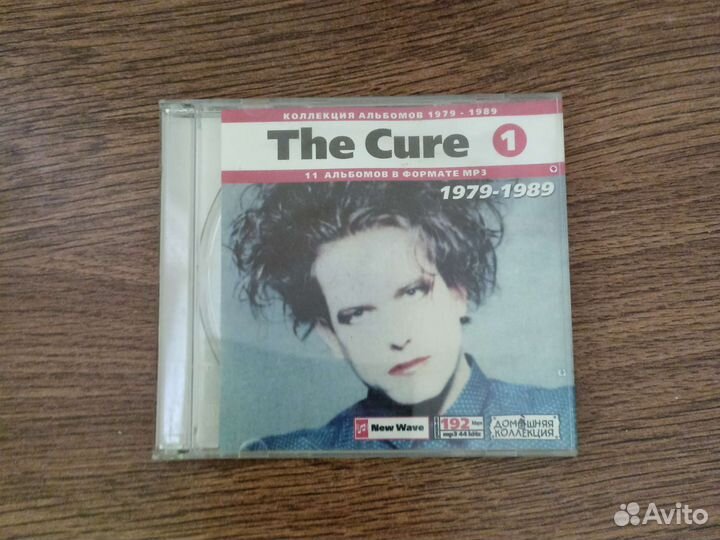 КОЛЛЕКЦИЯ АЛЬБОМОВ 1979 - 1989
The Cure 1
11 АЛЬБОМОВ В ФОРМАТЕ MP3
1979-1989
New Wave
192 kbps
mp3 44 kHz
ДОМАШНЯЯ
КОЛЛЕКЦИЯ
Avito